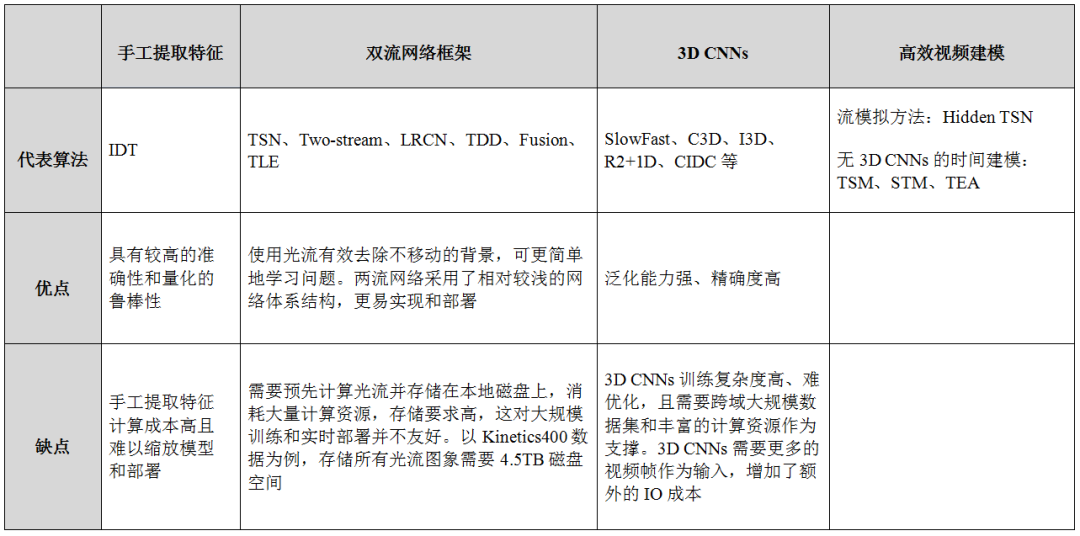 手工提取特征
双流网络框架
3D CNNs
高效视频建模
代表算法
IDT
TSN、Two-stream、LRCN、TDD、Fusion、
TLE
SlowFast、C3D、I3D、
R2+1D、CIDC 等
流模拟方法：Hidden TSN
无 3D CNNs 的时间建模：
TSM、STM、TEA
优点
具有较高的准
确性和量化的
鲁棒性
使用光流有效去除不移动的背景，可更简单
地学习问题。两流网络采用了相对较浅的网
络体系结构，更易实现和部署
泛化能力强、精确度高
缺点
手工提取特征
计算成本高且
难以缩放模型
和部署
需要预先计算光流并存储在本地磁盘上，消
耗大量计算资源，存储要求高，这对大规模
训练和实时部署并不友好。以 Kinetics400 数
据为例，存储所有光流图象需要 4.5TB 磁盘
空间
3D CNNs 训练复杂度高、难
优化，且需要跨域大规模数
据集和丰富的计算资源作为
支撑。3D CNNs 需要更多的
视频帧作为输入，增加了额
外的 IO 成本